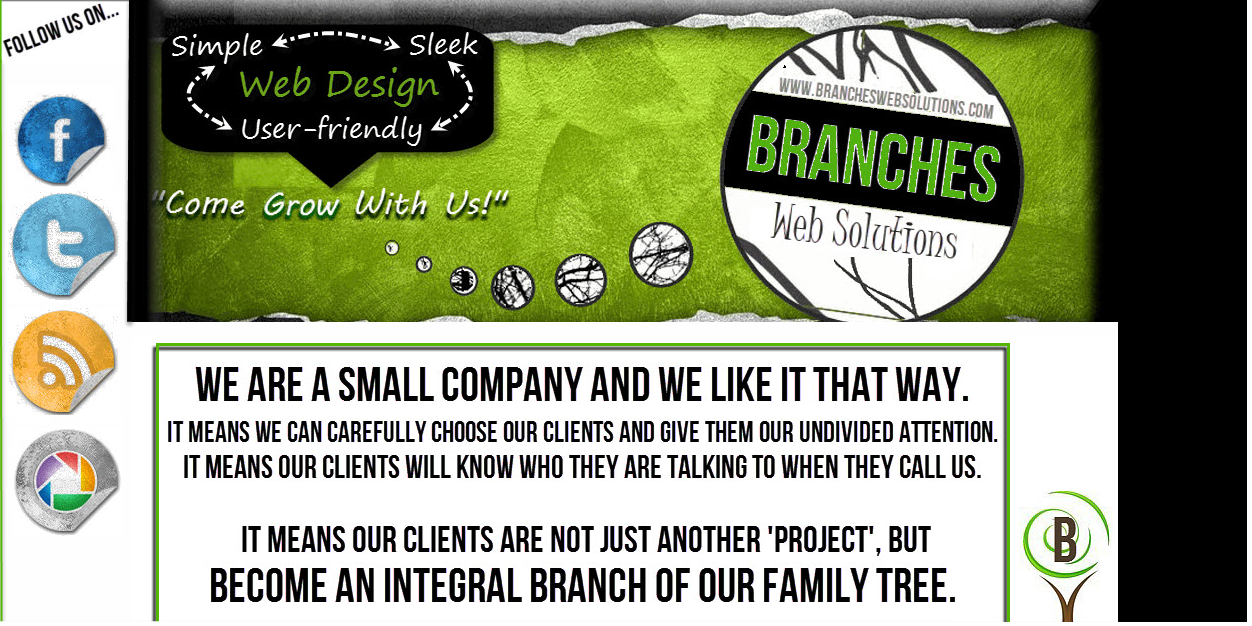 FOLLOW US ON...
Simple Sleek
Web Design
User-friendly
"Come Grow With Us!"
WWW.BRANCHESWEBSOLUTIONS.COM
BRANCHES
Web Solutions
WE ARE A SMALL COMPANY AND WE LIKE IT THAT WAY.
IT MEANS WE CAN CAREFULLY CHOOSE OUR CLIENTS AND GIVE THEM OUR UNDIVIDED ATTENTION.
IT MEANS OUR CLIENTS WILL KNOW WHO THEY ARE TALKING TO WHEN THEY CALL US.
IT MEANS OUR CLIENTS ARE NOT JUST ANOTHER 'PROJECT', BUT
BECOME AN INTEGRAL BRANCH OF OUR FAMILY TREE.
B